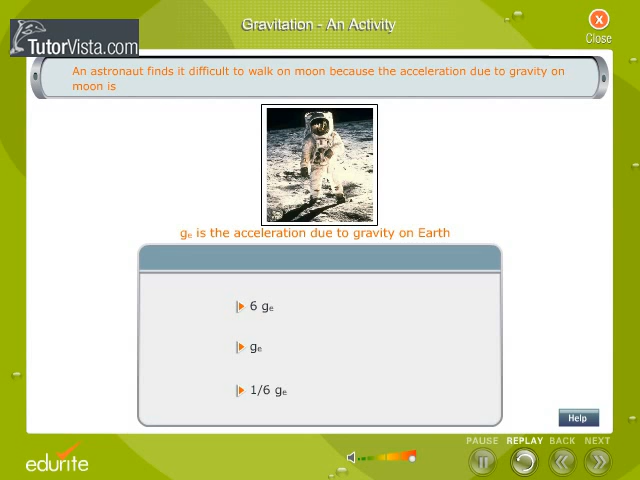 Gravitation - An Activity
Close
TutorVista.com
An astronaut finds it difficult to walk on moon because the acceleration due to gravity on
moon is
gₑ is the acceleration due to gravity on Earth
6 gₑ
gₑ
1/6 gₑ
Help
PAUSE REPLAY BACK NEXT
edurite